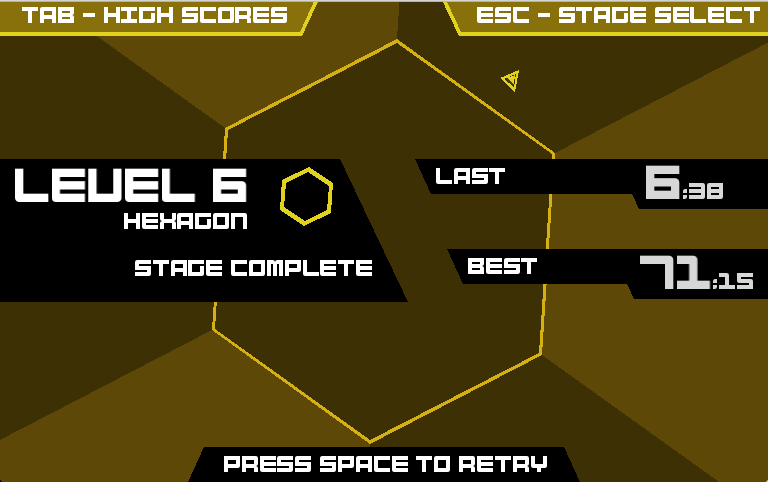 TAB - HIGH SCORES
ESC - STAGE SELECT
LEVEL 6
HEXAGON
STAGE COMPLETE
LAST
6:38
BEST
71:15
PRESS SPACE TO RETRY